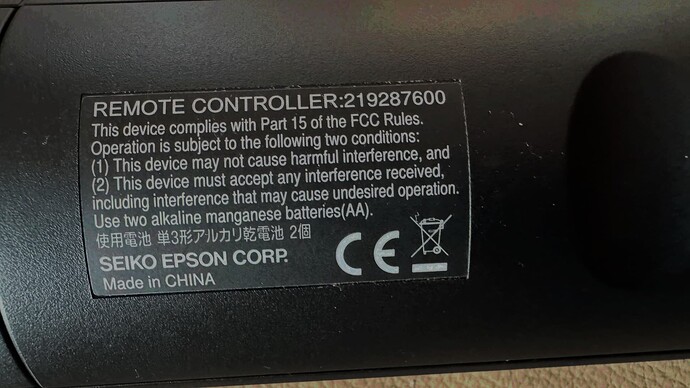 REMOTE CONTROLLER:219287600
This device complies with Part 15 of the FCC Rules.
Operation is subject to the following two conditions:
(1) This device may not cause harmful interference, and
(2) This device must accept any interference received,
including interference that may cause undesired operation.
Use two alkaline manganese batteries(AA).
使用電池 単3形アルカリ乾電池 2個
SEIKO EPSON CORP.
Made in CHINA
CE